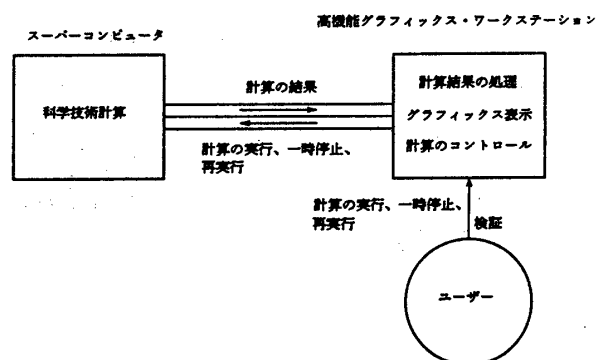 高機能グラフィックス・ワークステーション
スーパーコンピュータ
計算の結果
計算結果の処理
科学技術計算
グラフィックス表示
計算のコントロール
計算の実行、一時停止、
再実行
計算の実行、一時停止、
再実行
検証
ユーザー